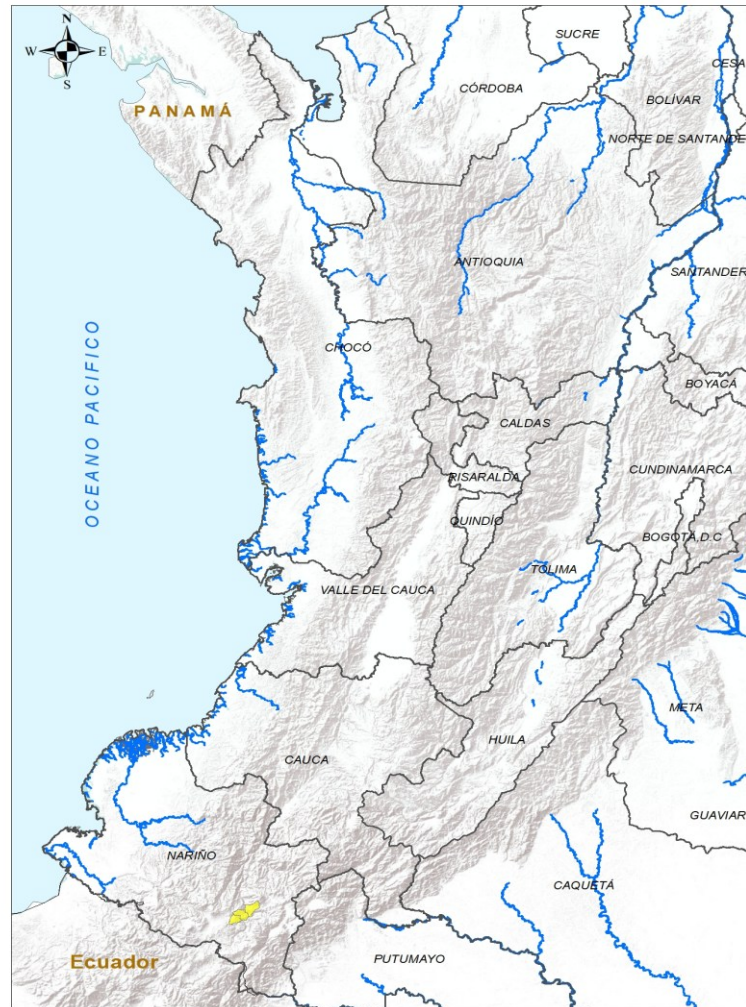 N
W E
S
SUCRE
CESA
CÓRDOBA
BOLÍVAR
PANAMÁ
NORTE DE SANTANDE
ANTIOQUIA
SANTANDER
OCEANO PACIFICO
CHOCÓ
BOYACÁ
CALDAS
CUNDINAMARCA
RISARALDA
QUINDÍO
BOGOTÁ,D.C
TOLIMA
VALLE DEL CAUCA
META
HUILA
CAUCA
GUAVIAR
NARIÑO
CAQUETÁ
Ecuador
PUTUMAYO